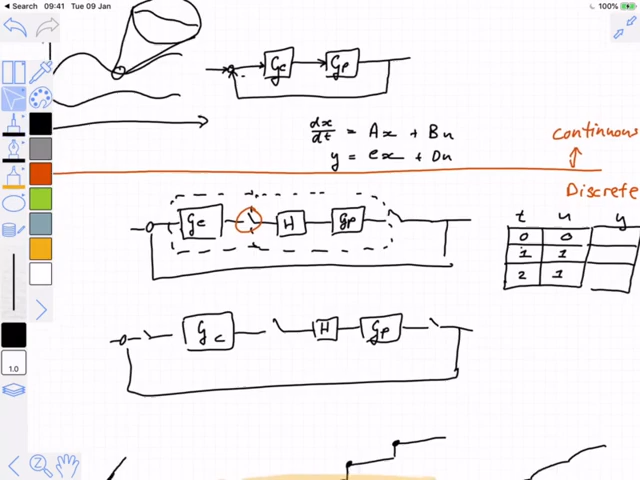 Search 09:41 Tue 09 Jan 100%
Gc Gp
dx/dt = Ax + Bu
y = Cx + Du
Continuous
Discrete
Gc H Gp
t u y
0 0
1 1
2 1
Gc H Gp
1.0